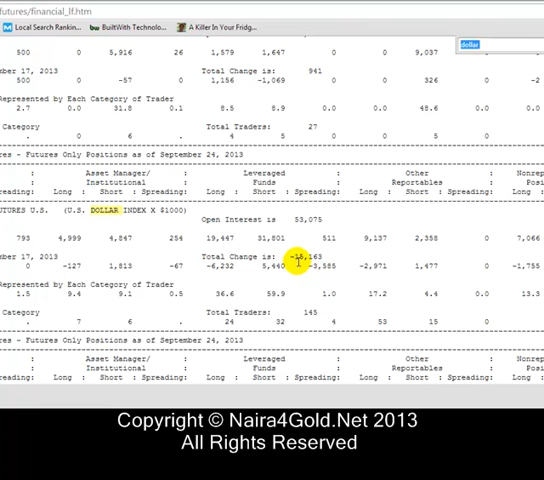 futures/financial_lf.htm
Local Search Rankin... BuiltWith Technolo... A Killer In Your Fridg...
dollar
500 0 5,916 26 1,579 1,647 0 0 9,037
mber 17, 2013 Total Change is: 941
500 0 -57 0 1,156 -1,069 0 0 326 0 -2
Represented by Each Category of Trader
2.7 0.0 31.8 0.1 8.5 8.9 0.0 0.0 48.6 0.0 0.0
Category Total Traders: 27
. 0 6 . 4 5 0 0 5 0
res - Futures Only Positions as of September 24, 2013
: Asset Manager/ : Leveraged : Other : Nonrep
: Institutional : Funds : Reportables : Posi
reading: Long : Short : Spreading: Long : Short : Spreading: Long : Short : Spreading: Long
UTURES U.S. (U.S. DOLLAR INDEX X $1000)
Open Interest is 53,075
793 4,999 4,847 254 19,447 31,801 511 9,137 2,358 0 7,066
mber 17, 2013 Total Change is: -15,163
0 -127 1,813 -67 -6,232 5,440 -3,585 -2,971 1,477 0 -1,755
Represented by Each Category of Trader
1.5 9.4 9.1 0.5 36.6 59.9 1.0 17.2 4.4 0.0 13.3
Category Total Traders: 145
. 7 6 . 24 32 4 53 15 0
res - Futures Only Positions as of September 24, 2013
: Asset Manager/ : Leveraged : Other : Nonrep
: Institutional : Funds : Reportables : Posi
reading: Long : Short : Spreading: Long : Short : Spreading: Long : Short : Spreading: Long
Copyright © Naira4Gold.Net 2013
All Rights Reserved